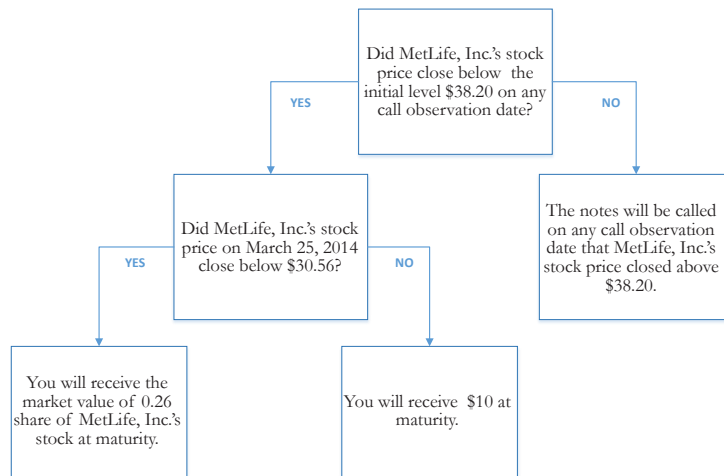 Did MetLife, Inc.'s stock
price close below the
initial level $38.20 on any
call observation date?
YES
NO
Did MetLife, Inc.'s stock
price on March 25, 2014
close below $30.56?
The notes will be called
on any call observation
date that MetLife, Inc.'s
stock price closed above
$38.20.
YES
NO
You will receive the
market value of 0.26
share of MetLife, Inc.'s
stock at maturity.
You will receive $10 at
maturity.